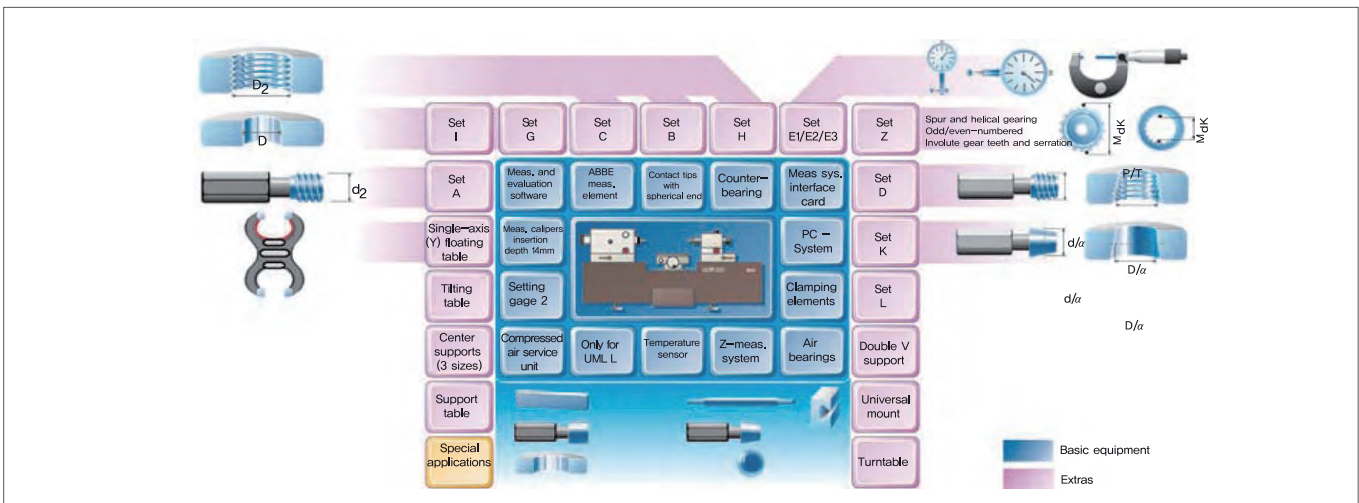 D2
D
d2
Set
I
Set
G
Set
C
Set
B
Set
H
Set
E1/E2/E3
Set
Z
Spur and helical gearing
Odd/even-numbered
Involute gear teeth and serration
MdK
MdK
Set
A
Meas. and
evaluation
software
ABBE
meas.
element
Contact tips
with
spherical end
Counter-
bearing
Meas sys.
interface
card
Set
D
P/T
Single-axis
(Y) floating
table
Meas. calipers
insertion
depth 14mm
PC -
System
Set
K
d/α
D/α
Tilting
table
Setting
gage 2
Clamping
elements
Set
L
d/α
D/α
Center
supports
(3 sizes)
Compressed
air service
unit
Only for
UML L
Temperature
sensor
Z-meas.
system
Air
bearings
Double V
support
Support
table
Universal
mount
Special
applications
Turntable
Basic equipment
Extras